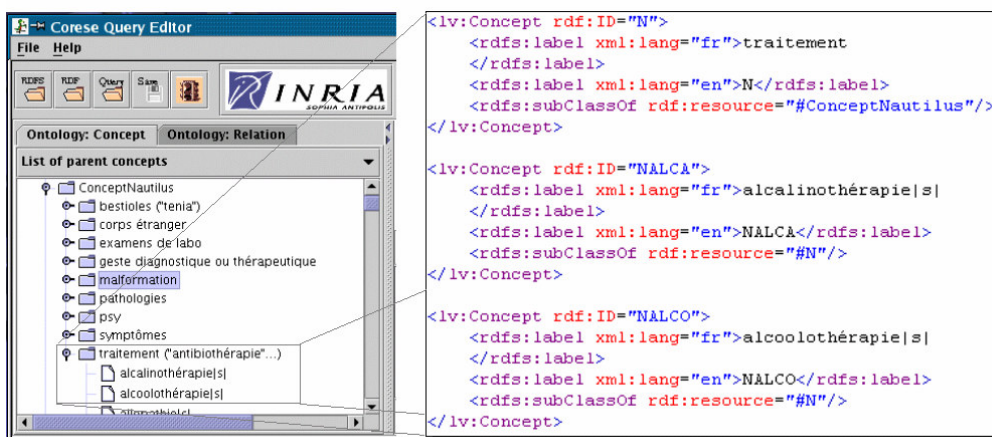 Corese Query Editor
File Help
RDFS RDF Query Sam
INRIA
SOPHIA ANTIPOLIS
Ontology: Concept Ontology: Relation
List of parent concepts
ConceptNautilus
bestioles ("tenia")
corps étranger
examens de labo
geste diagnostique ou thérapeutique
malformation
pathologies
psy
symptômes
traitement ("antibiothérapie"...)
alcalinothérapie|s|
alcoolothérapie|s|
<lv:Concept rdf:ID="N">
<rdfs:label xml:lang="fr">traitement
</rdfs:label>
<rdfs:label xml:lang="en">N</rdfs:label>
<rdfs:subClassOf rdf:resource="#ConceptNautilus"/>
</lv:Concept>
<lv:Concept rdf:ID="NALCA">
<rdfs:label xml:lang="fr">alcalinothérapie|s|
</rdfs:label>
<rdfs:label xml:lang="en">NALCA</rdfs:label>
<rdfs:subClassOf rdf:resource="#N"/>
</lv:Concept>
<lv:Concept rdf:ID="NALCO">
<rdfs:label xml:lang="fr">alcoolothérapie|s|
</rdfs:label>
<rdfs:label xml:lang="en">NALCO</rdfs:label>
<rdfs:subClassOf rdf:resource="#N"/>
</lv:Concept>